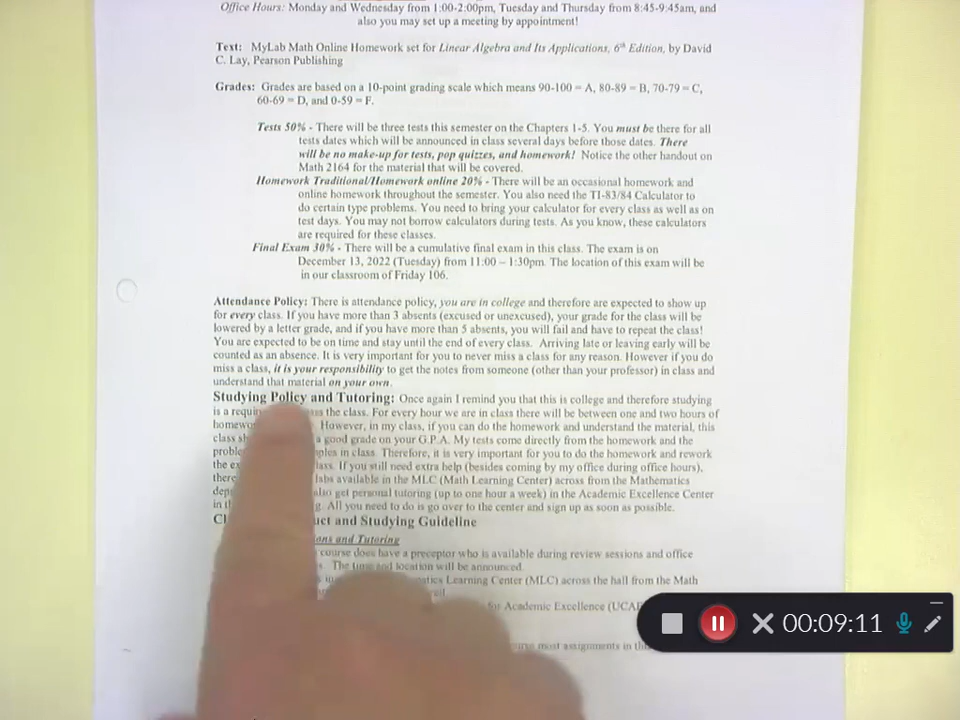 Office Hours: Monday and Wednesday from 1:00-2:00pm, Tuesday and Thursday from 8:45-9:45am, and
also you may set up a meeting by appointment!
Text: MyLab Math Online Homework set for Linear Algebra and Its Applications, 6th Edition, by David
C. Lay, Pearson Publishing
Grades: Grades are based on a 10-point grading scale which means 90-100 = A, 80-89 = B, 70-79 = C,
60-69 = D, and 0-59 = F.
Tests 50% - There will be three tests this semester on the Chapters 1-5. You must be there for all
tests dates which will be announced in class several days before those dates. There
will be no make-up for tests, pop quizzes, and homework! Notice the other handout on
Math 2164 for the material that will be covered.
Homework Traditional/Homework online 20% - There will be an occasional homework and
online homework throughout the semester. You also need the TI-83/84 Calculator to
do certain type problems. You need to bring your calculator for every class as well as on
test days. You may not borrow calculators during tests. As you know, these calculators
are required for these classes.
Final Exam 30% - There will be a cumulative final exam in this class. The exam is on
December 13, 2022 (Tuesday) from 11:00 – 1:30pm. The location of this exam will be
in our classroom of Friday 106.
Attendance Policy: There is attendance policy, you are in college and therefore are expected to show up
for every class. If you have more than 3 absents (excused or unexcused), your grade for the class will be
lowered by a letter grade, and if you have more than 5 absents, you will fail and have to repeat the class!
You are expected to be on time and stay until the end of every class. Arriving late or leaving early will be
counted as an absence. It is very important for you to never miss a class for any reason. However if you do
miss a class, it is your responsibility to get the notes from someone (other than your professor) in class and
understand that material on your own.
Studying Policy and Tutoring: Once again I remind you that this is college and therefore studying
is a the class. For every hour we are in class there will be between one and two hours of
However, in my class, if you can do the homework and understand the material, this
class a good grade on your G.P.A. My tests come directly from the homework and the
in class. Therefore, it is very important for you to do the homework and rework
the If you still need extra help (besides coming by my office during office hours),
labs available in the MLC (Math Learning Center) across from the Mathematics
also get personal tutoring (up to one hour a week) in the Academic Excellence Center
in All you need to do is go over to the center and sign up as soon as possible.
and Studying Guideline
and Tutoring
course does have a preceptor who is available during review sessions and office
The time and location will be announced.
Learning Center (MLC) across the hall from the Math
for Academic Excellence
most assignments in
00:09:11